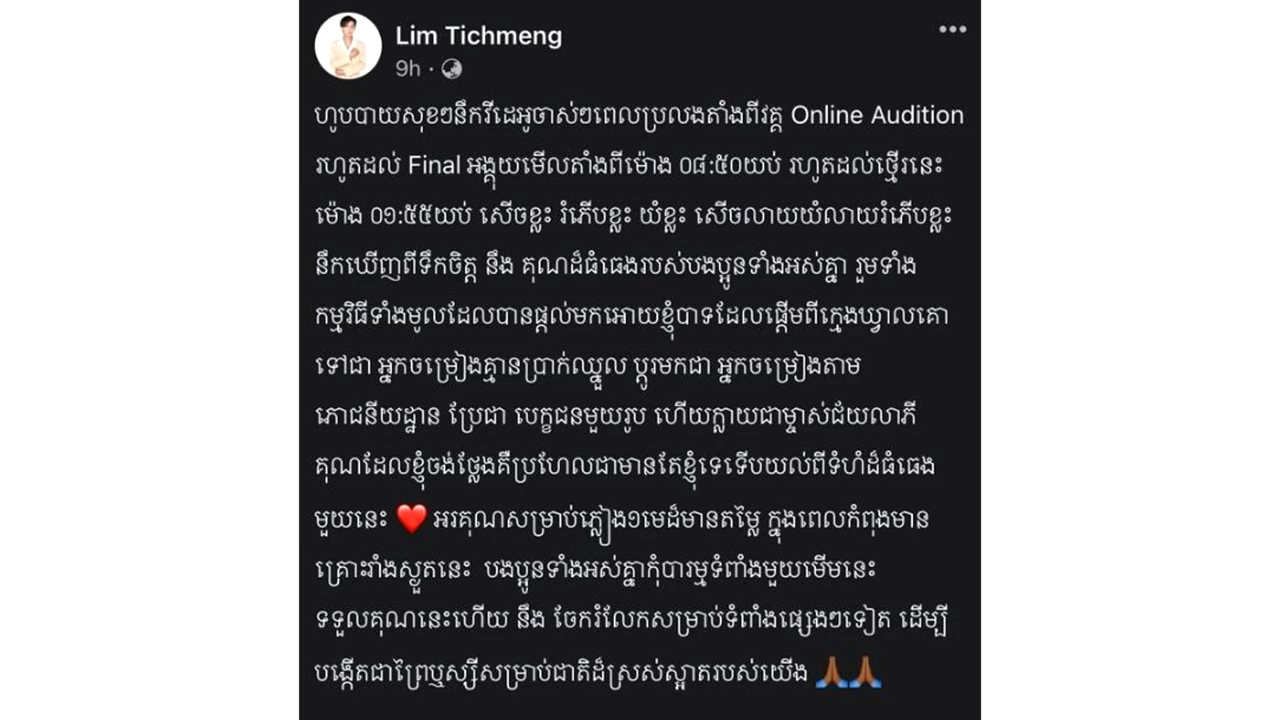 Lim Tichmeng
9h ·
ហូបបាយសុខៗនឹកវីដេអូចាស់ៗពេលប្រលងតាំងពីវគ្គ Online Audition
រហូតដល់ Final អង្គុយមើលតាំងពីម៉ោង ០៨:៥០យប់ រហូតដល់ថ្មើរនេះ
ម៉ោង ០១:៥៥យប់ សើចខ្លះ រំភើបខ្លះ យំខ្លះ សើចលាយយំលាយរំភើបខ្លះ
នឹកឃើញពីទឹកចិត្ត នឹង គុណដ៏ធំធេងរបស់បងប្អូនទាំងអស់គ្នា រួមទាំង
កម្មវិធីទាំងមូលដែលបានផ្តល់មកអោយខ្ញុំបាទដែលផ្តើមពីក្មេងឃ្វាលគោ
ទៅជា អ្នកចម្រៀងគ្មានប្រាក់ឈ្នួល ប្តូរមកជា អ្នកចម្រៀងតាម
ភោជនីយដ្ឋាន ប្រែជា បេក្ខជនមួយរូប ហើយក្លាយជាម្ចាស់ជ័យលាភី
គុណដែលខ្ញុំចង់ថ្លែងគឺប្រហែលជាមានតែខ្ញុំទេទើបយល់ពីទំហំដ៏ធំធេង
មួយនេះ ❤️ អរគុណសម្រាប់ភ្លៀង១មេដ៏មានតម្លៃ ក្នុងពេលកំពុងមាន
គ្រោះរាំងស្ងួតនេះ បងប្អូនទាំងអស់គ្នាកុំបារម្ភទំពាំងមួយមើមនេះ
ទទួលគុណនេះហើយ នឹង ចែករំលែកសម្រាប់ទំពាំងផ្សេងៗទៀត ដើម្បី
បង្កើតជាព្រៃឬស្សីសម្រាប់ជាតិដ៏ស្រស់ស្អាតរបស់យើង 🙏🏾🙏🏾